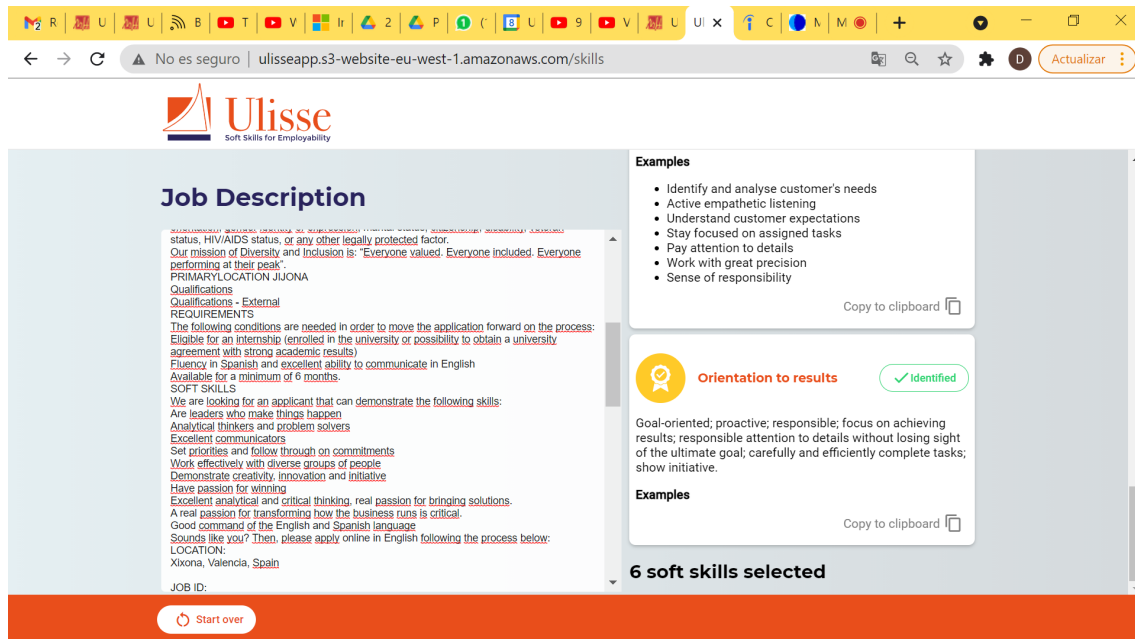 R
U
U
B
T
V
Ir
2
P
(
U
9
V
U
Ul
C
N
M
No es seguro | ulisseapp.s3-website-eu-west-1.amazonaws.com/skills
D
Actualizar
Ulisse
Soft Skills for Employability
Job Description
status, HIV/AIDS status, or any other legally protected factor.
Our mission of Diversity and Inclusion is: “Everyone valued. Everyone included. Everyone
performing at their peak”.
PRIMARYLOCATION JIJONA
Qualifications
Qualifications - External
REQUIREMENTS
The following conditions are needed in order to move the application forward on the process:
Eligible for an internship (enrolled in the university or possibility to obtain a university
agreement with strong academic results)
Fluency in Spanish and excellent ability to communicate in English
Available for a minimum of 6 months.
SOFT SKILLS
We are looking for an applicant that can demonstrate the following skills:
Are leaders who make things happen
Analytical thinkers and problem solvers
Excellent communicators
Set priorities and follow through on commitments
Work effectively with diverse groups of people
Demonstrate creativity, innovation and initiative
Have passion for winning
Excellent analytical and critical thinking, real passion for bringing solutions.
A real passion for transforming how the business runs is critical.
Good command of the English and Spanish language
Sounds like you? Then, please apply online in English following the process below:
LOCATION:
Xixona, Valencia, Spain
JOB ID:
Examples
Identify and analyse customer's needs
Active empathetic listening
Understand customer expectations
Stay focused on assigned tasks
Pay attention to details
Work with great precision
Sense of responsibility
Copy to clipboard
Orientation to results
Identified
Goal-oriented; proactive; responsible; focus on achieving
results; responsible attention to details without losing sight
of the ultimate goal; carefully and efficiently complete tasks;
show initiative.
Examples
Copy to clipboard
6 soft skills selected
Start over